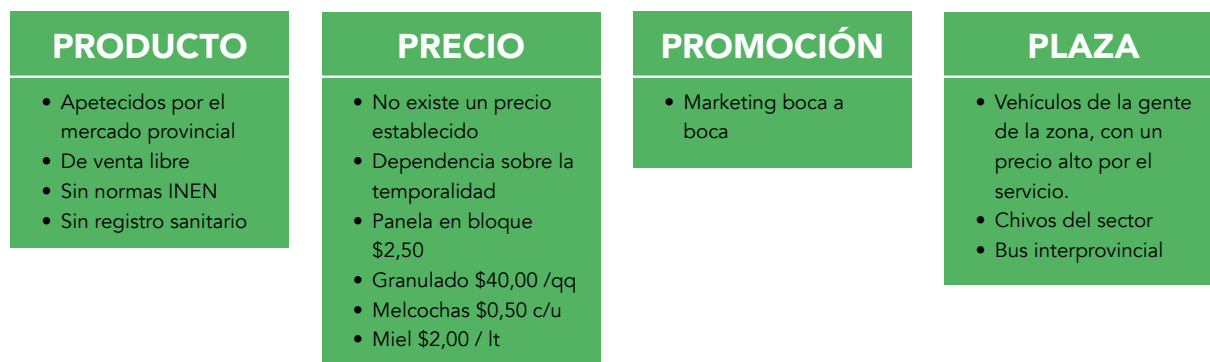 PRODUCTO
• Apetecidos por el
mercado provincial
• De venta libre
• Sin normas INEN
• Sin registro sanitario
PRECIO
• No existe un precio
establecido
• Dependencia sobre la
temporalidad
• Panela en bloque
$2,50
• Granulado $40,00 /qq
• Melcochas $0,50 c/u
• Miel $2,00 / lt
PROMOCIÓN
• Marketing boca a
boca
PLAZA
• Vehículos de la gente
de la zona, con un
precio alto por el
servicio.
• Chivos del sector
• Bus interprovincial